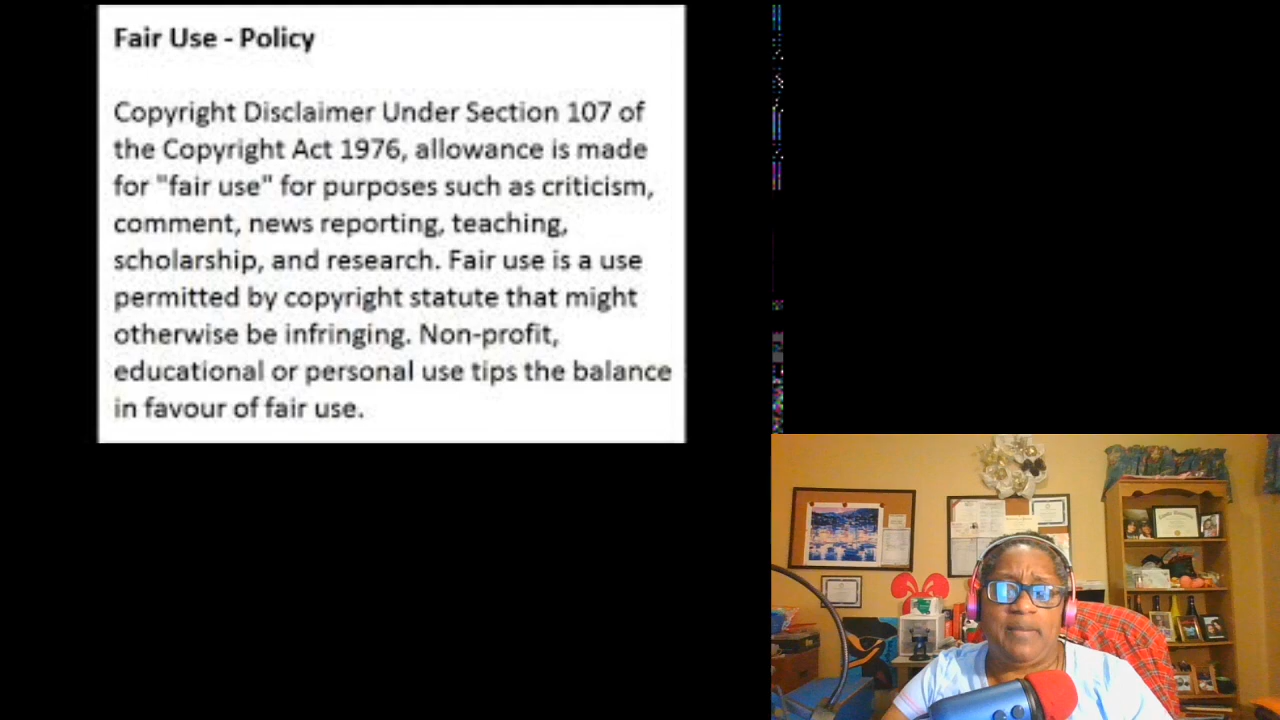 Fair Use - Policy
Copyright Disclaimer Under Section 107 of
the Copyright Act 1976, allowance is made
for "fair use" for purposes such as criticism,
comment, news reporting, teaching,
scholarship, and research. Fair use is a use
permitted by copyright statute that might
otherwise be infringing. Non-profit,
educational or personal use tips the balance
in favour of fair use.